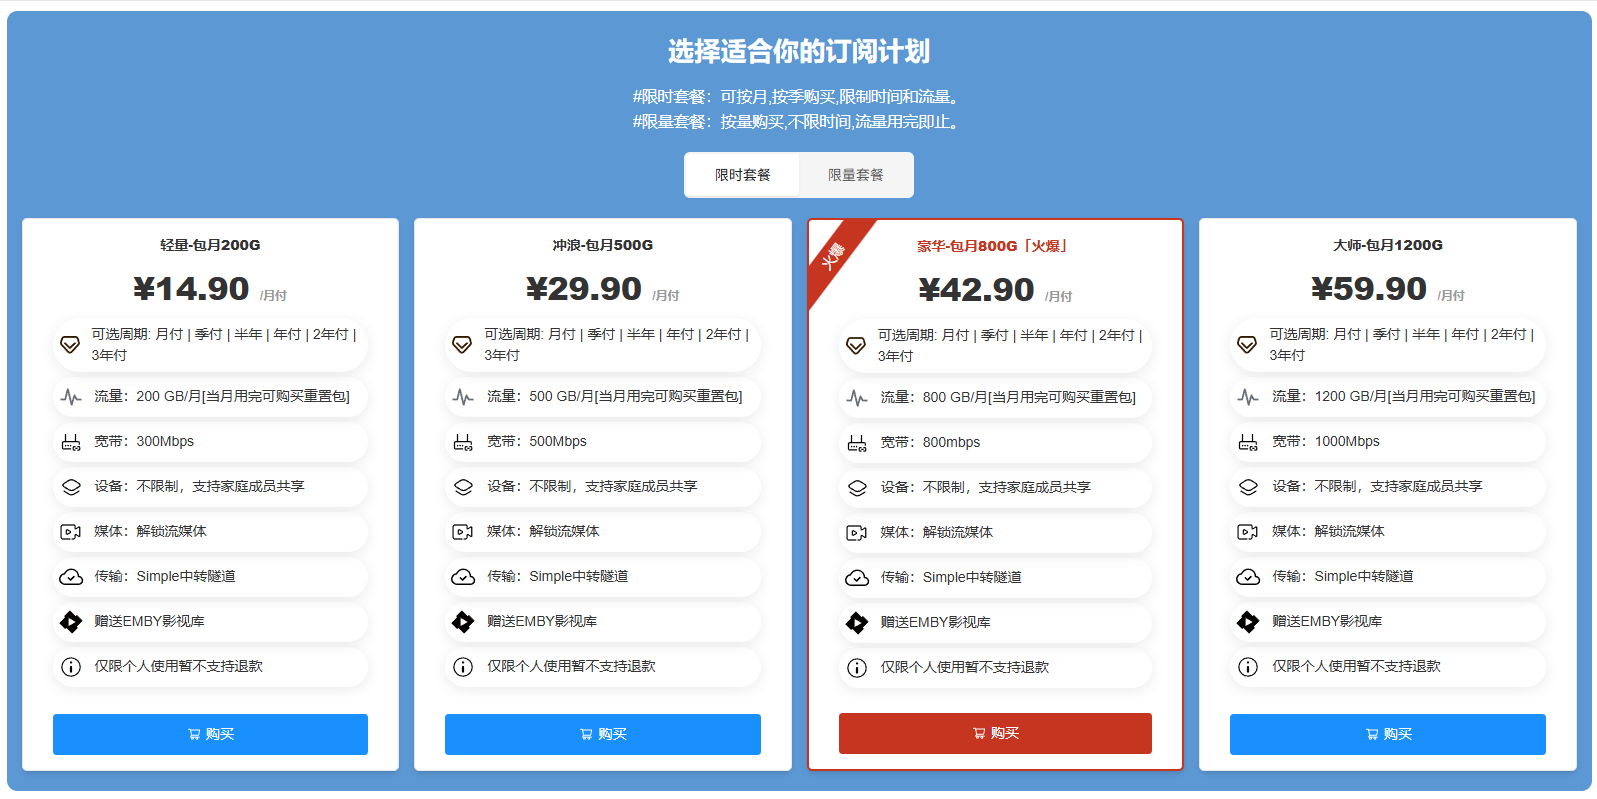 选择适合你的订阅计划
#限时套餐：可按月,按季购买,限制时间和流量。
#限量套餐：按量购买,不限时间,流量用完即止。
限时套餐
限量套餐
轻量-包月200G
¥14.90 /月付
可选周期: 月付 | 季付 | 半年 | 年付 | 2年付 |
3年付
流量：200 GB/月[当月用完可购买重置包]
宽带：300Mbps
设备：不限制，支持家庭成员共享
媒体：解锁流媒体
传输：Simple中转隧道
赠送EMBY影视库
仅限个人使用暂不支持退款
购买
冲浪-包月500G
¥29.90 /月付
可选周期: 月付 | 季付 | 半年 | 年付 | 2年付 |
3年付
流量：500 GB/月[当月用完可购买重置包]
宽带：500Mbps
设备：不限制，支持家庭成员共享
媒体：解锁流媒体
传输：Simple中转隧道
赠送EMBY影视库
仅限个人使用暂不支持退款
购买
火爆
豪华-包月800G「火爆」
¥42.90 /月付
可选周期: 月付 | 季付 | 半年 | 年付 | 2年付 |
3年付
流量：800 GB/月[当月用完可购买重置包]
宽带：800mbps
设备：不限制，支持家庭成员共享
媒体：解锁流媒体
传输：Simple中转隧道
赠送EMBY影视库
仅限个人使用暂不支持退款
购买
大师-包月1200G
¥59.90 /月付
可选周期: 月付 | 季付 | 半年 | 年付 | 2年付 |
3年付
流量：1200 GB/月[当月用完可购买重置包]
宽带：1000Mbps
设备：不限制，支持家庭成员共享
媒体：解锁流媒体
传输：Simple中转隧道
赠送EMBY影视库
仅限个人使用暂不支持退款
购买